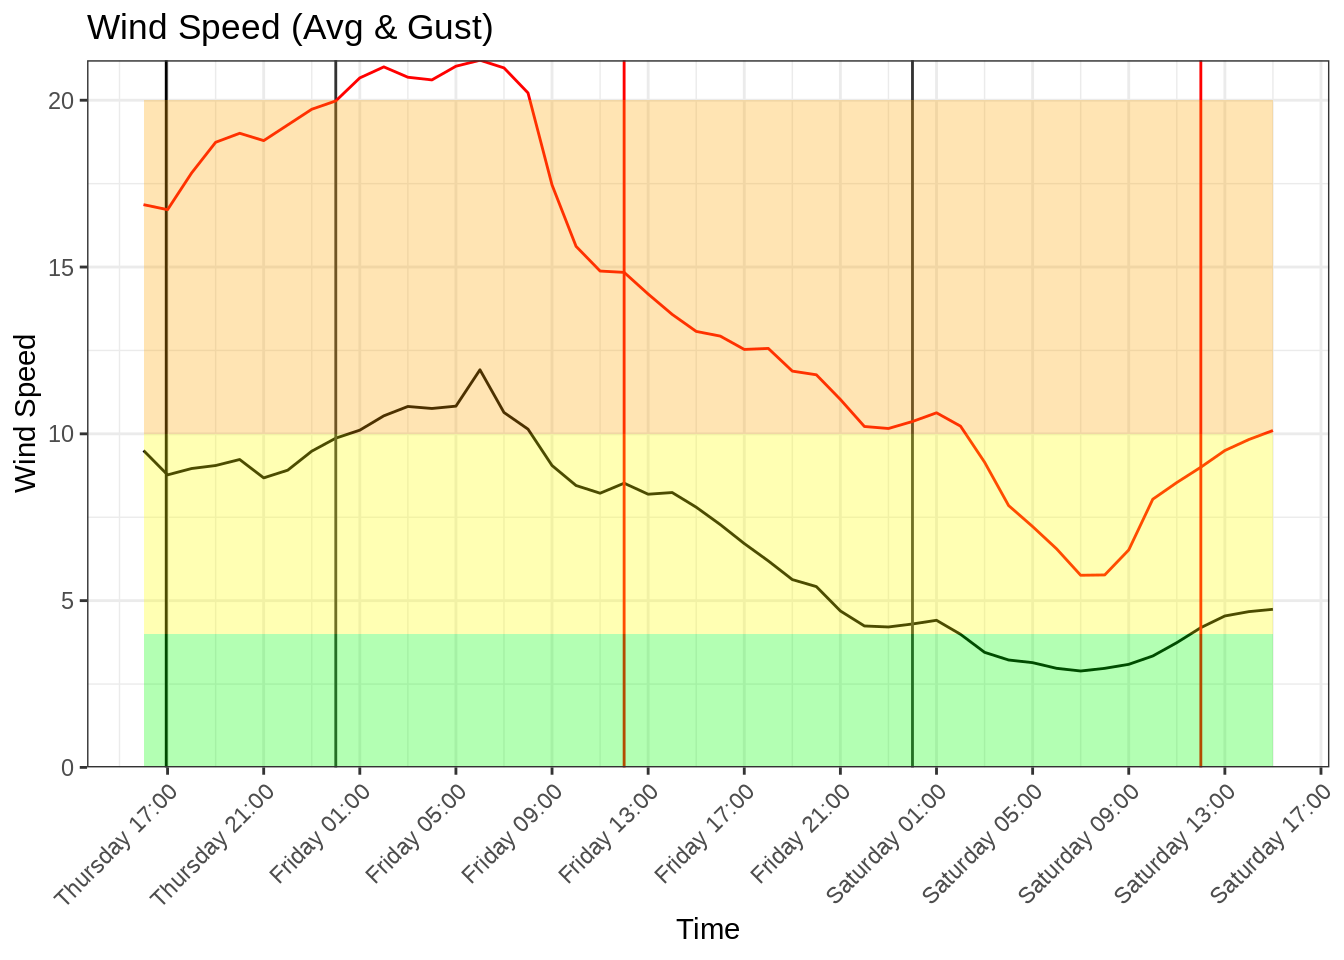 Wind Speed (Avg & Gust)
Wind Speed
20
15
10
5
0
Thursday 17:00
Thursday 21:00
Friday 01:00
Friday 05:00
Friday 09:00
Friday 13:00
Friday 17:00
Friday 21:00
Saturday 01:00
Saturday 05:00
Saturday 09:00
Saturday 13:00
Saturday 17:00
Time